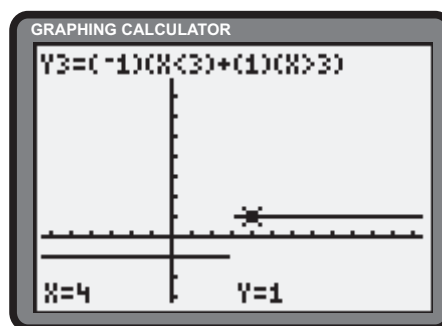 GRAPHING CALCULATOR
Y3=(-1)(X<3)+(1)(X>3)
X=4 Y=1